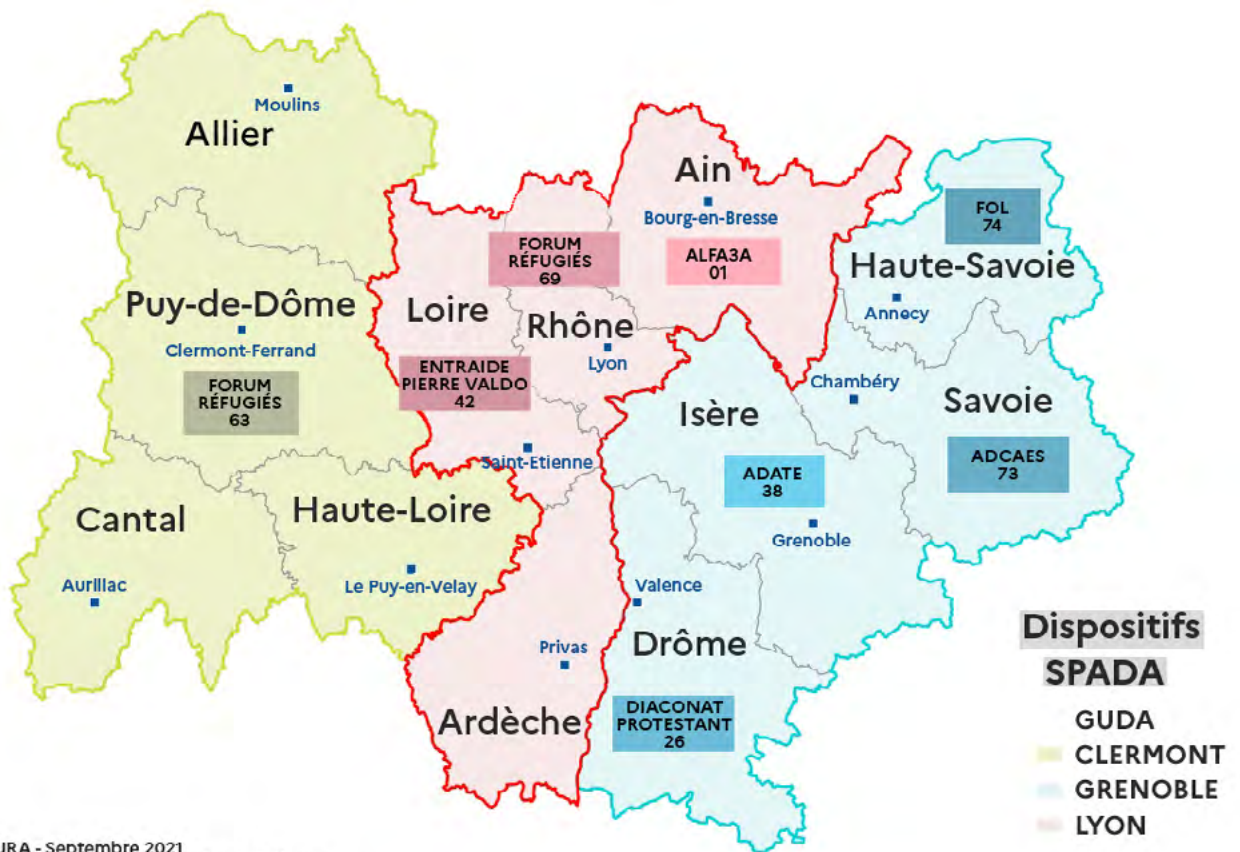 Moulins
Allier
Ain
Bourg-en-Bresse
ALFA3A
01
FORUM
RÉFUGIÉS
69
FOL
74
Haute-Savoie
Annecy
Puy-de-Dôme
Clermont-Ferrand
FORUM
RÉFUGIÉS
63
Loire
Rhône
Lyon
ENTRAIDE
PIERRE VALDO
42
Saint-Etienne
Chambéry
Savoie
ADCAES
73
Isère
ADATE
38
Grenoble
Cantal
Aurillac
Haute-Loire
Le Puy-en-Velay
Valence
Drôme
DIACONAT
PROTESTANT
26
Privas
Ardèche
Dispositifs
SPADA
GUDA
CLERMONT
GRENOBLE
LYON
URA - Septembre 2021